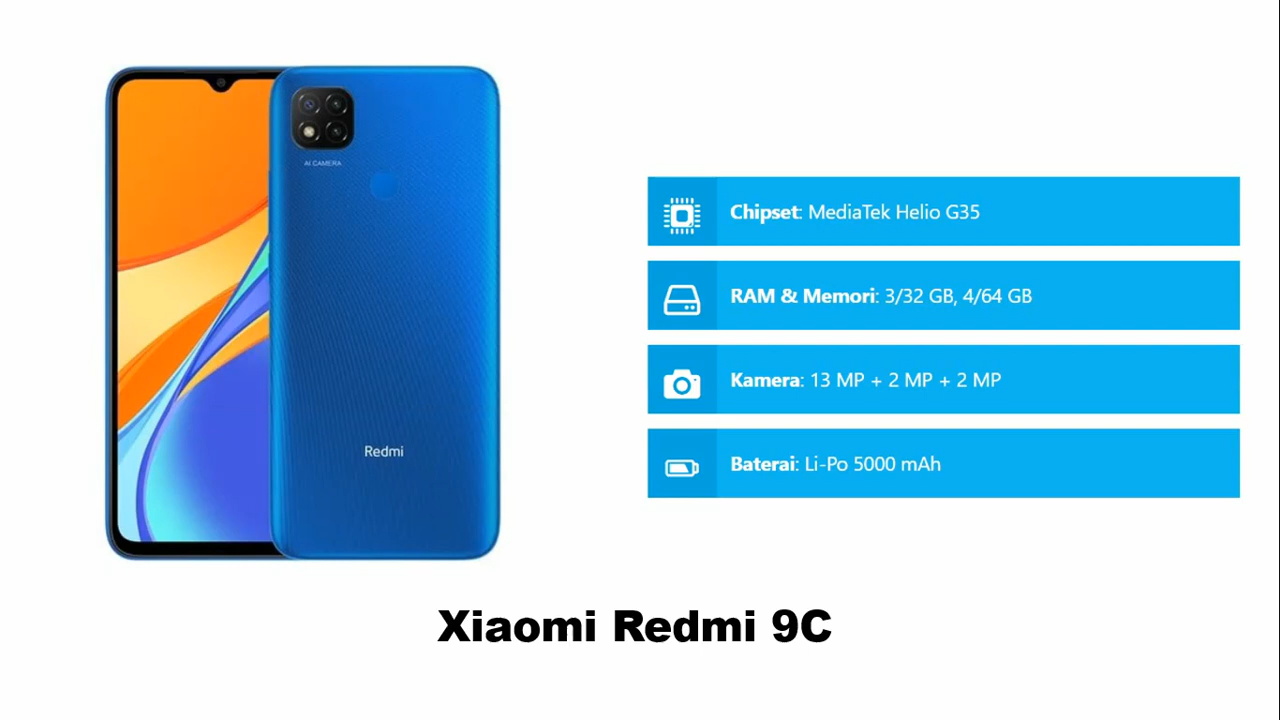 AI CAMERA
Redmi
Chipset: MediaTek Helio G35
RAM & Memori: 3/32 GB, 4/64 GB
Kamera: 13 MP + 2 MP + 2 MP
Baterai: Li-Po 5000 mAh
Xiaomi Redmi 9C